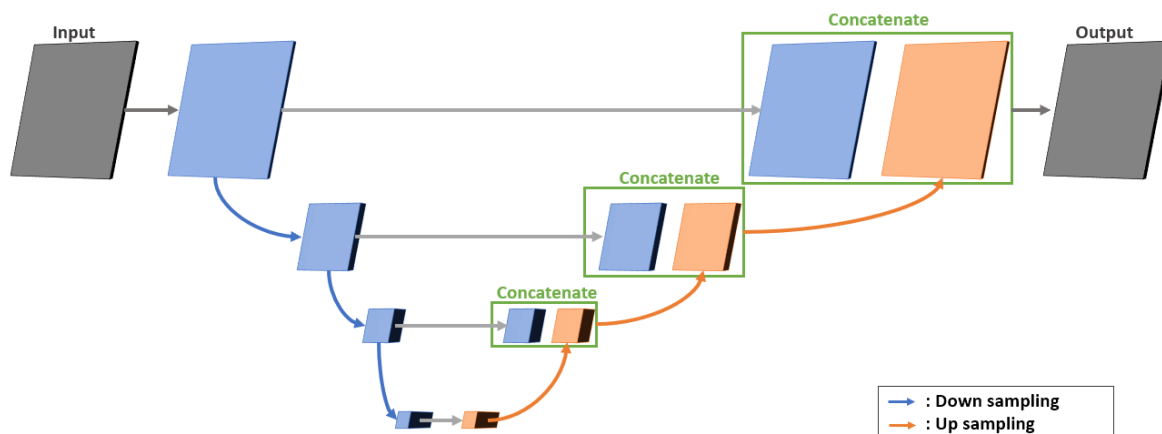 Input
Concatenate
Output
Concatenate
Concatenate
: Down sampling
: Up sampling